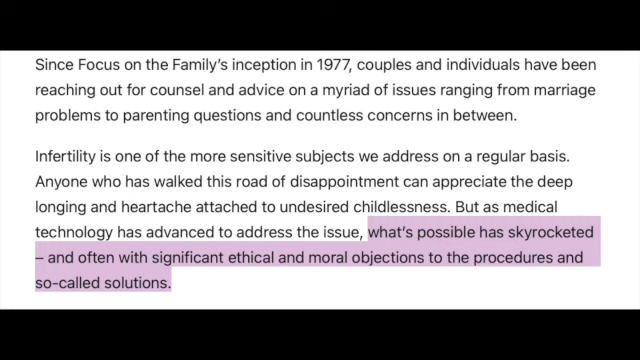 Since Focus on the Family’s inception in 1977, couples and individuals have been
reaching out for counsel and advice on a myriad of issues ranging from marriage
problems to parenting questions and countless concerns in between.
Infertility is one of the more sensitive subjects we address on a regular basis.
Anyone who has walked this road of disappointment can appreciate the deep
longing and heartache attached to undesired childlessness. But as medical
technology has advanced to address the issue, what’s possible has skyrocketed
– and often with significant ethical and moral objections to the procedures and
so-called solutions.